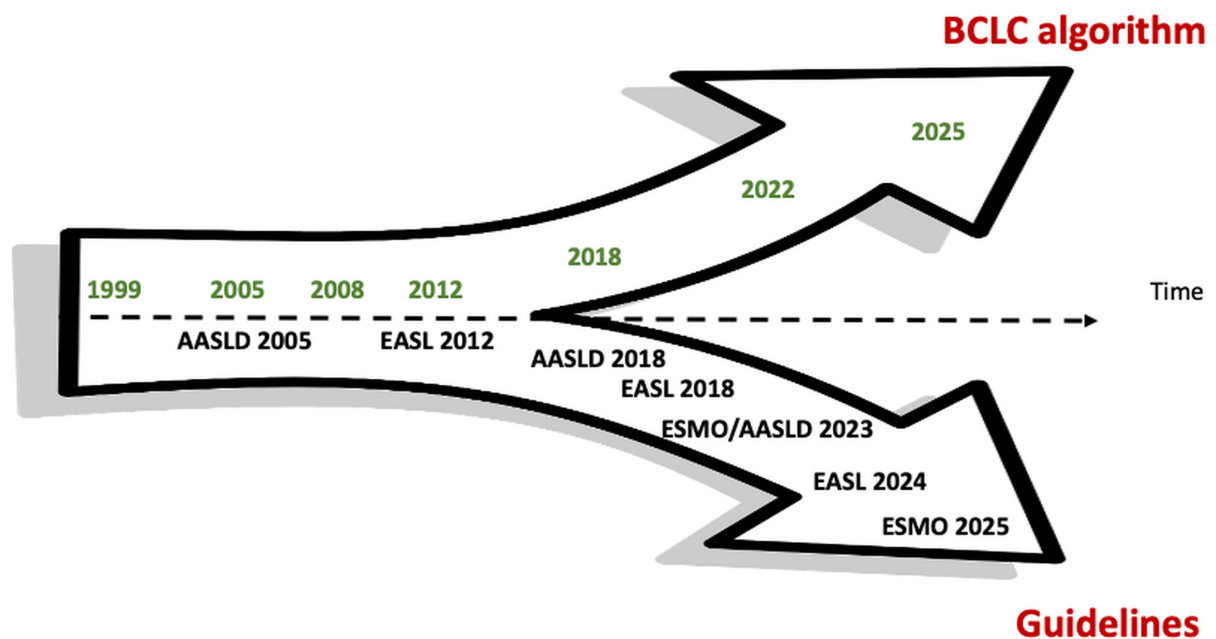 BCLC algorithm
2025
2022
2018
1999 2005 2008 2012
Time
AASLD 2005 EASL 2012
AASLD 2018
EASL 2018
ESMO/AASLD 2023
EASL 2024
ESMO 2025
Guidelines